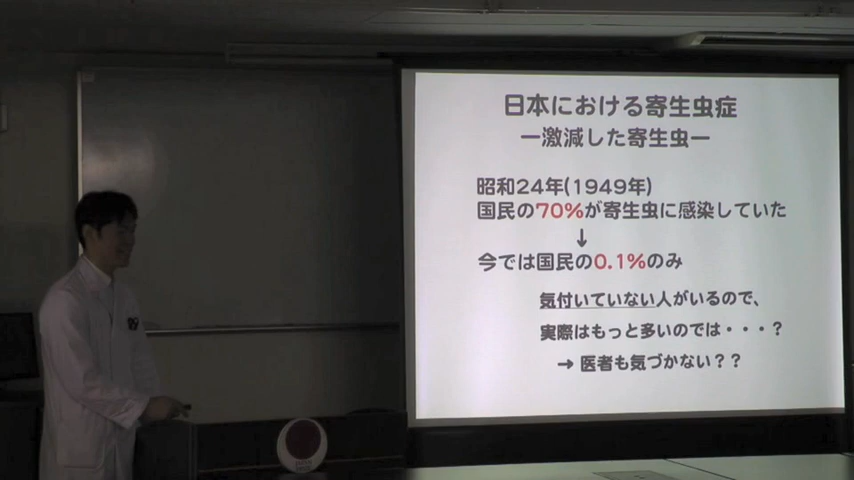 日本における寄生虫症
ー激減した寄生虫ー
昭和24年(1949年)
国民の70%が寄生虫に感染していた
↓
今では国民の0.1%のみ
気付いていない人がいるので、
実際はもっと多いのでは・・・？
→ 医者も気づかない？？